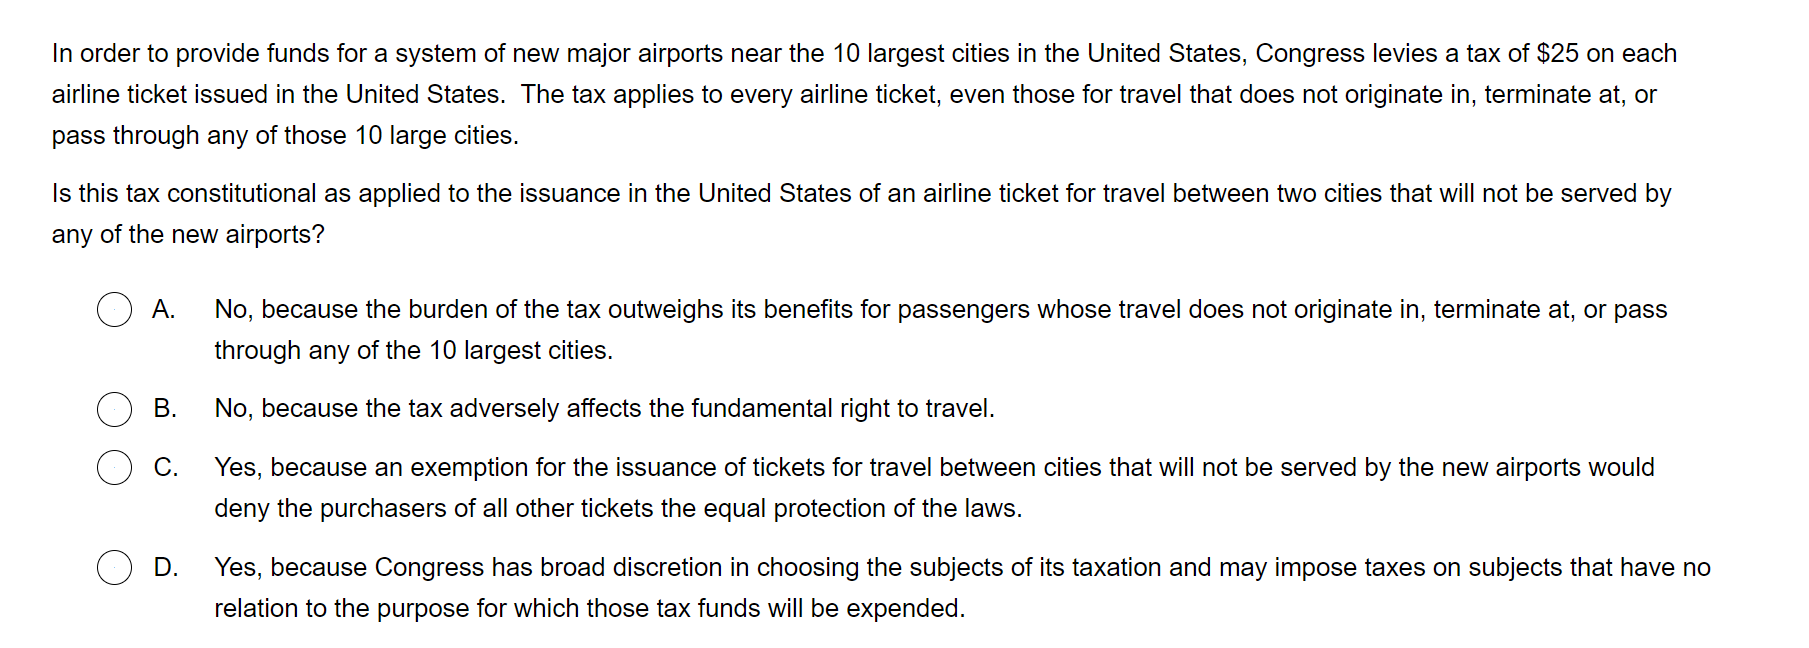 In order to provide funds for a system of new major airports near the 10 largest cities in the United States, Congress levies a tax of $25 on each
airline ticket issued in the United States.  The tax applies to every airline ticket, even those for travel that does not originate in, terminate at, or
pass through any of those 10 large cities.
Is this tax constitutional as applied to the issuance in the United States of an airline ticket for travel between two cities that will not be served by
any of the new airports?
A. No, because the burden of the tax outweighs its benefits for passengers whose travel does not originate in, terminate at, or pass
through any of the 10 largest cities.
B. No, because the tax adversely affects the fundamental right to travel.
C. Yes, because an exemption for the issuance of tickets for travel between cities that will not be served by the new airports would
deny the purchasers of all other tickets the equal protection of the laws.
D. Yes, because Congress has broad discretion in choosing the subjects of its taxation and may impose taxes on subjects that have no
relation to the purpose for which those tax funds will be expended.